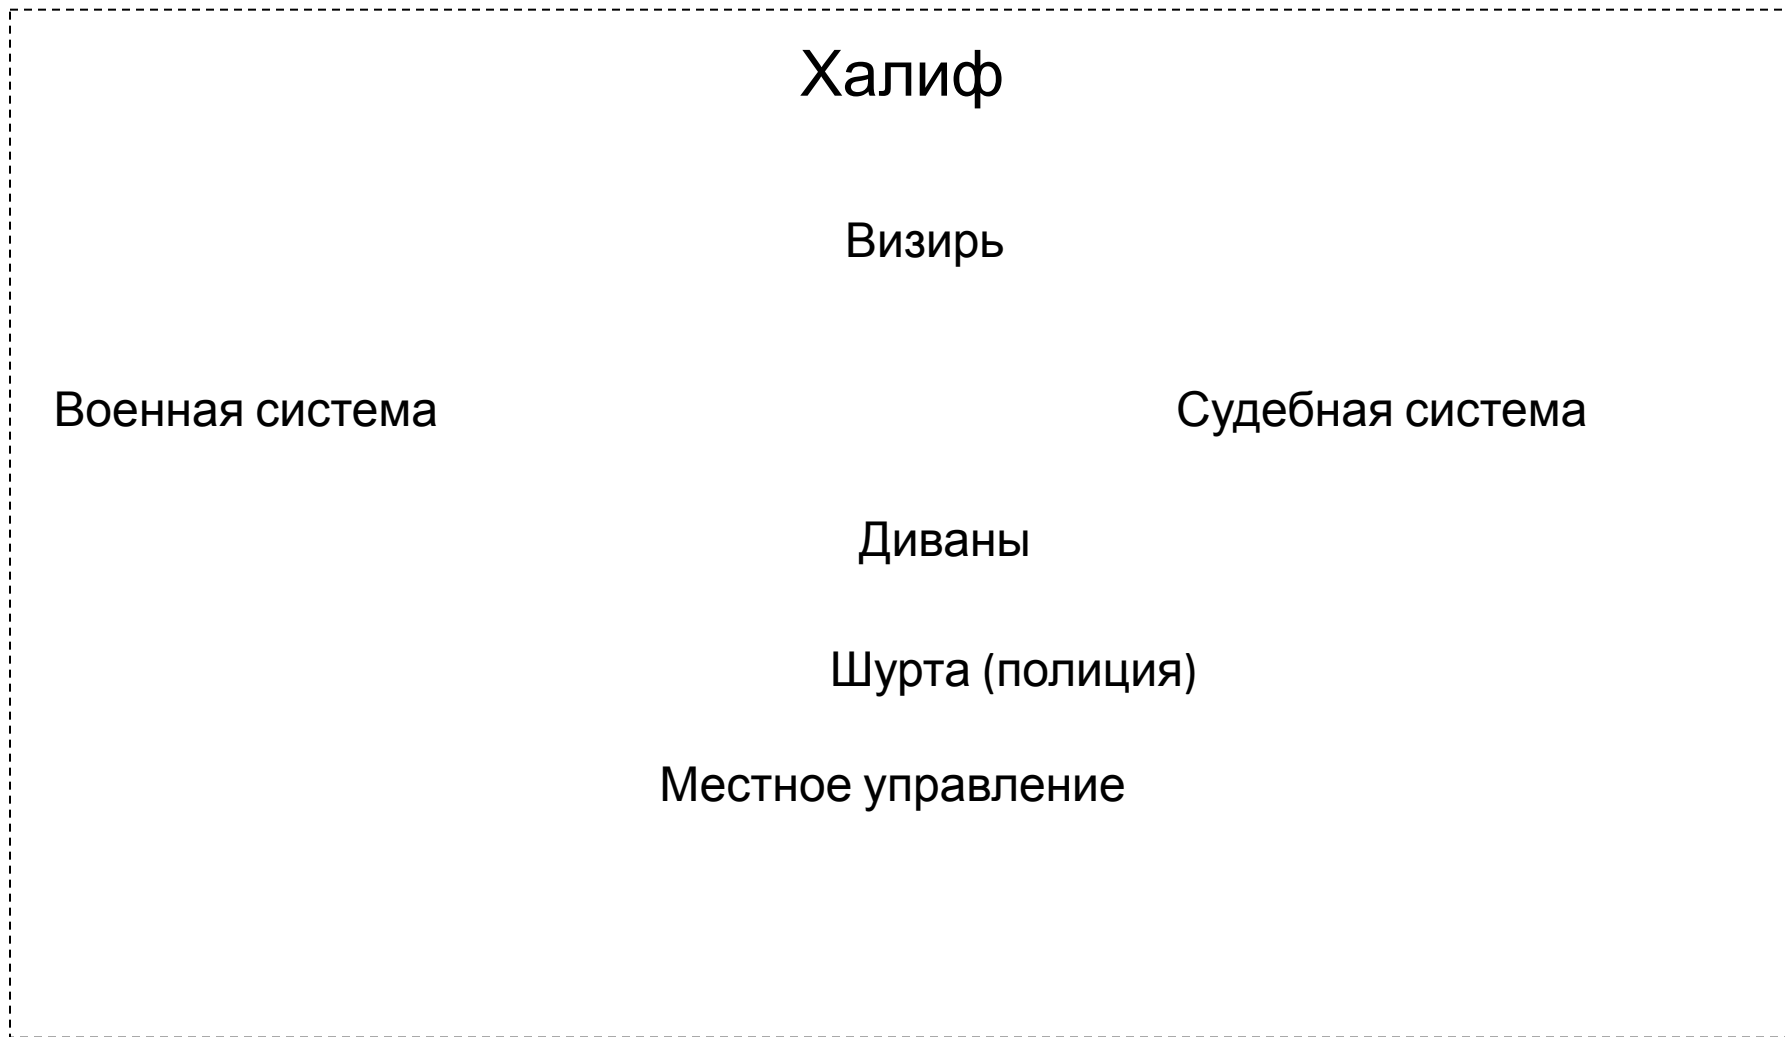 Халиф
Визирь
Военная система
Судебная система
Диваны
Шурта (полиция)
Местное управление